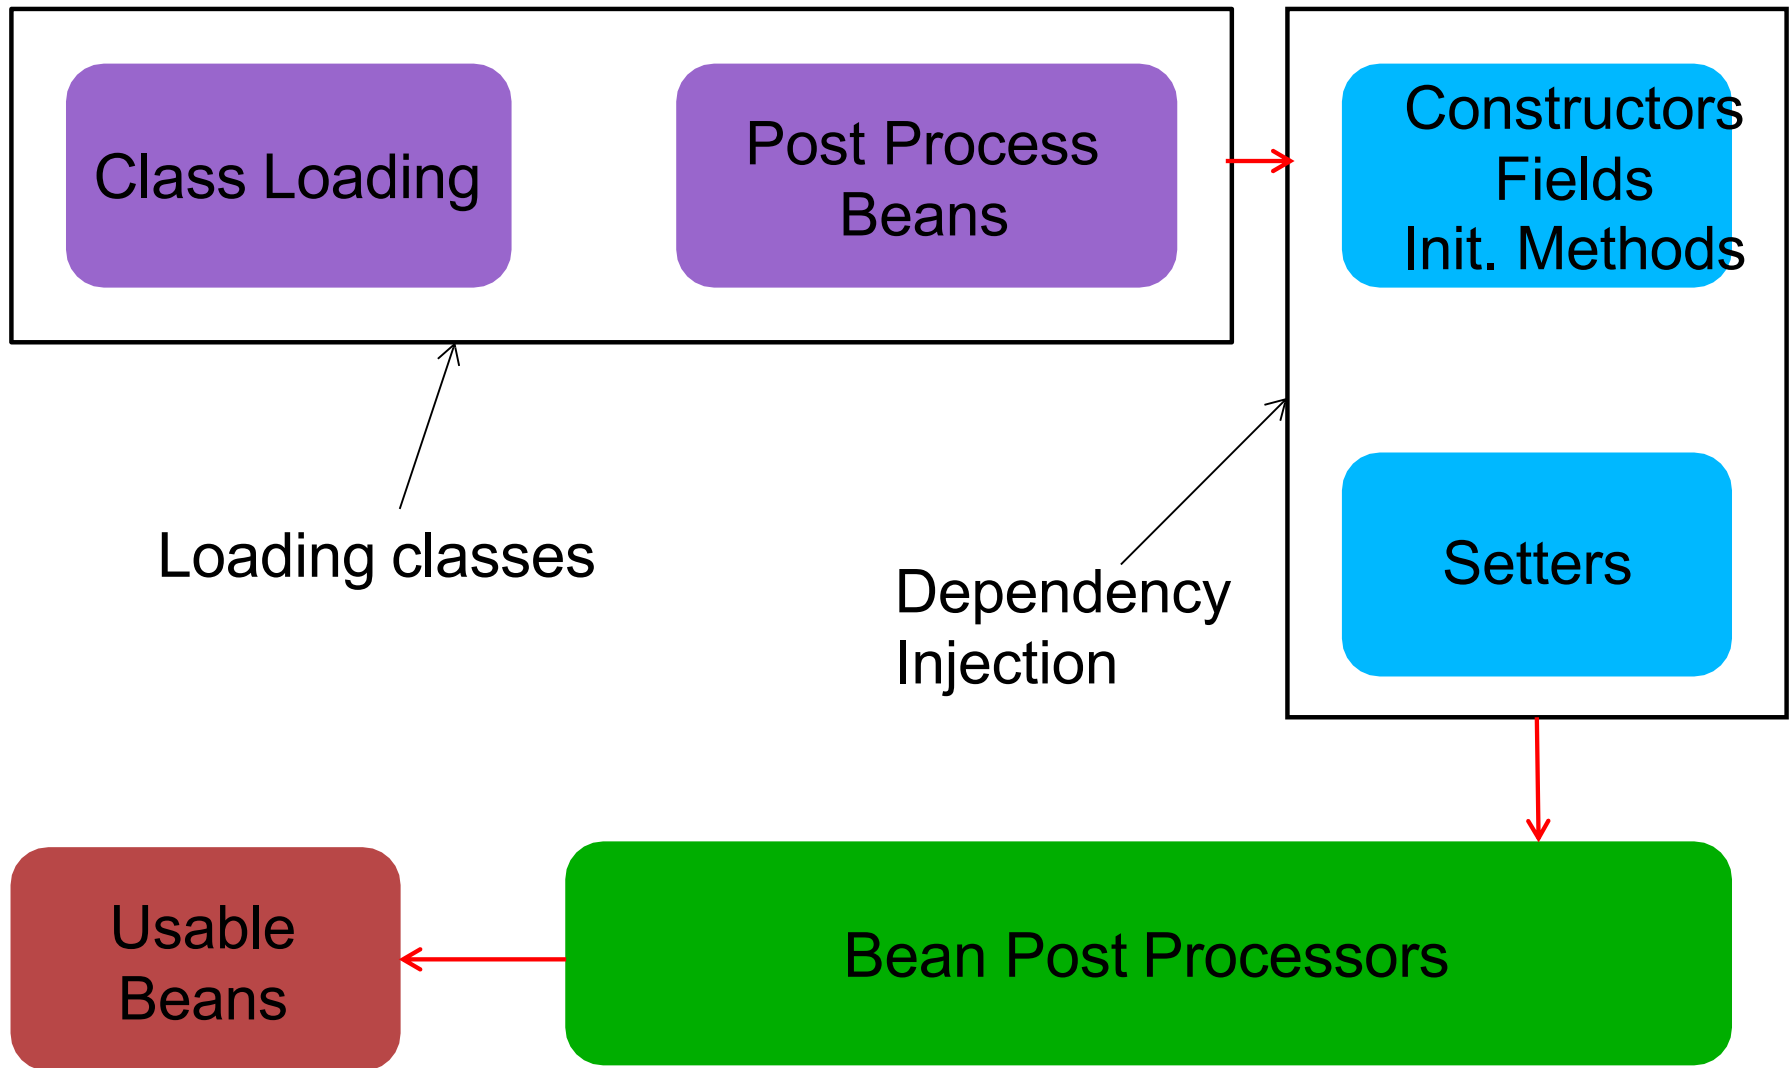 Class Loading
Post Process
Beans
Constructors
Fields
Init. Methods
Loading classes
Dependency
Injection
Setters
Usable
Beans
Bean Post Processors